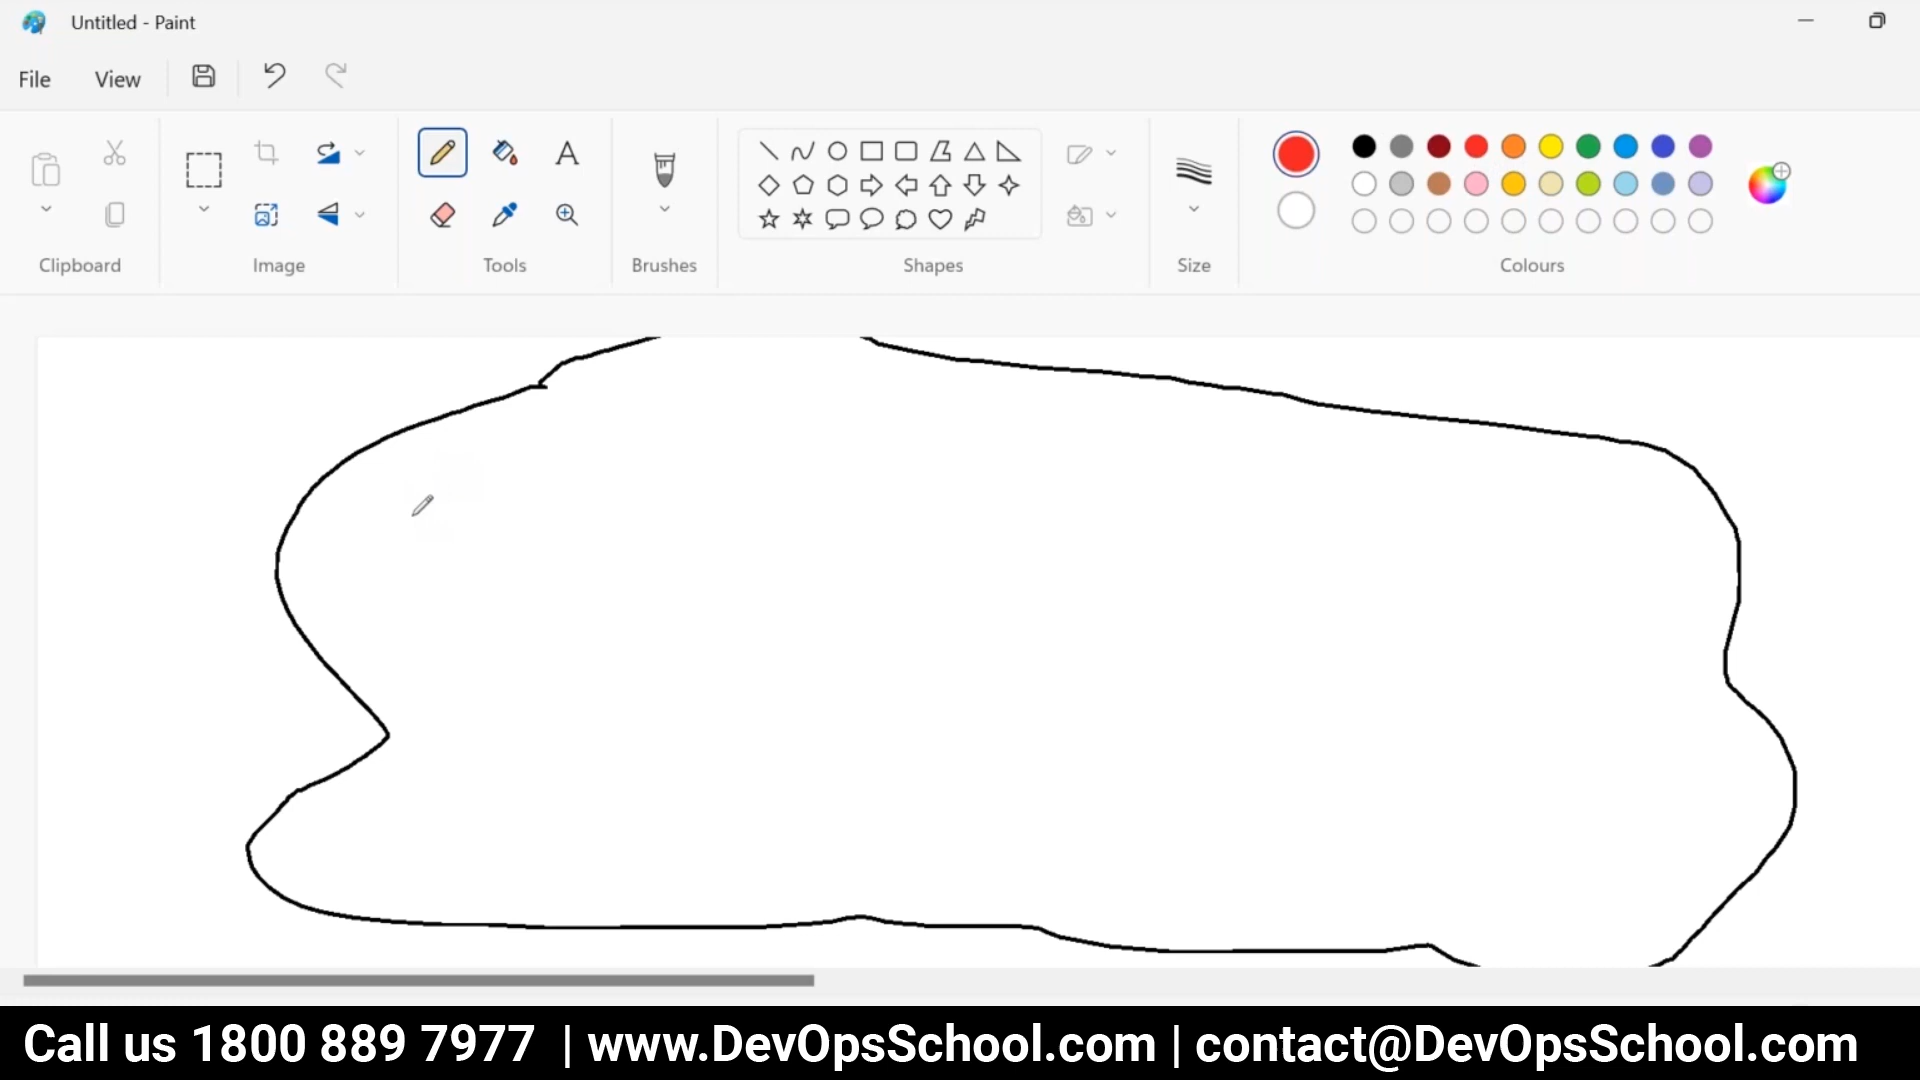 Untitled - Paint
File View
Clipboard Image Tools Brushes Shapes Size Colours
Call us 1800 889 7977 | www.DevOpsSchool.com | contact@DevOpsSchool.com